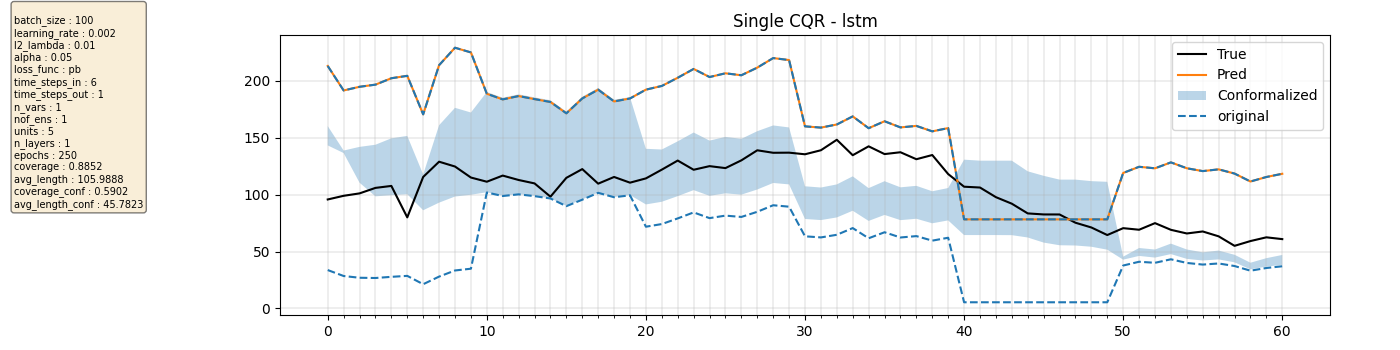 batch_size : 100
learning_rate : 0.002
l2_lambda : 0.01
alpha : 0.05
loss_func : pb
time_steps_in : 6
time_steps_out : 1
n_vars : 1
nof_ens : 1
units : 5
n_layers : 1
epochs : 250
coverage : 0.8852
avg_length : 105.9888
coverage_conf : 0.5902
avg_length_conf : 45.7823
Single CQR - lstm
True
Pred
Conformalized
original
200
150
100
50
0
0 10 20 30 40 50 60